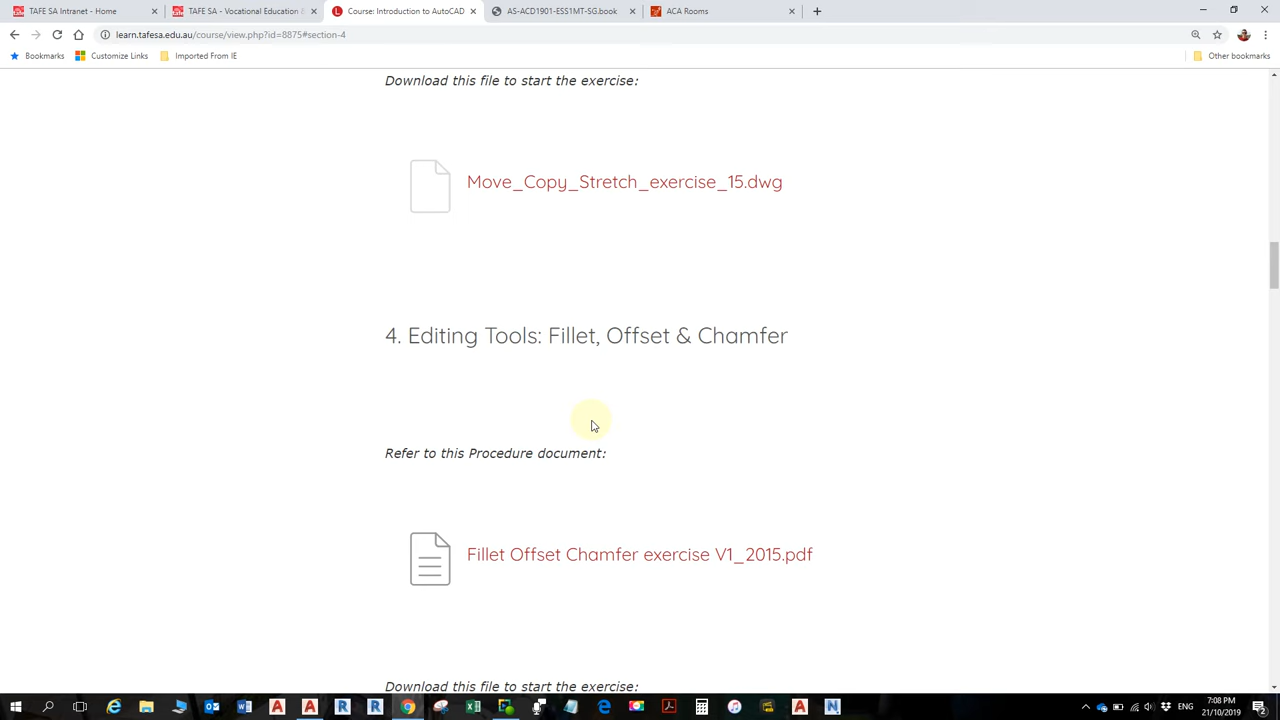 TAFE SA Intranet - Home
TAFE SA - Vocational Education &
Course: Introduction to AutoCAD
AS-ACD1901-ESS1MT-SG.book
ACA Rooms
learn.tafesa.edu.au/course/view.php?id=8875#section-4
Bookmarks
Customize Links
Imported From IE
Other bookmarks
Download this file to start the exercise:
Move_Copy_Stretch_exercise_15.dwg
4. Editing Tools: Fillet, Offset & Chamfer
Refer to this Procedure document:
Fillet Offset Chamfer exercise V1_2015.pdf
Download this file to start the exercise:
ENG
7:08 PM
21/10/2019